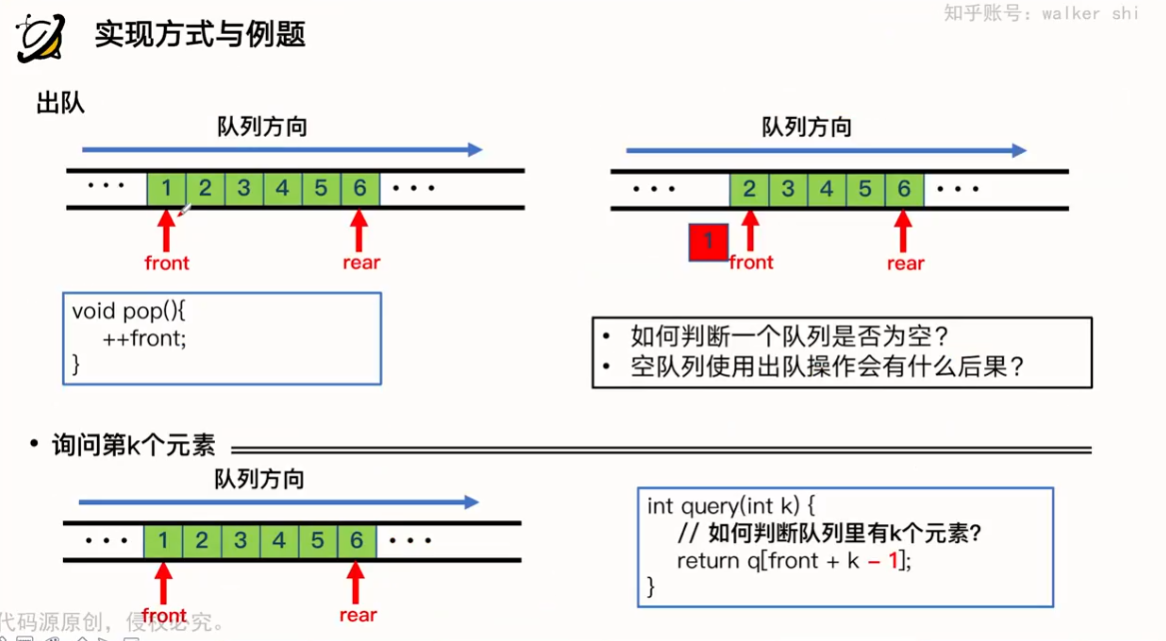 知乎账号：walker shi
实现方式与例题
出队
队列方向
队列方向
... 1 2 3 4 5 6 ...
... 2 3 4 5 6 ...
1
front
rear
front
rear
void pop(){
++front;
}
• 如何判断一个队列是否为空？
• 空队列使用出队操作会有什么后果？
• 询问第k个元素
队列方向
... 1 2 3 4 5 6 ...
front
rear
int query(int k) {
// 如何判断队列里有k个元素?
return q[front + k – 1];
}
代码源原创，侵权必究。